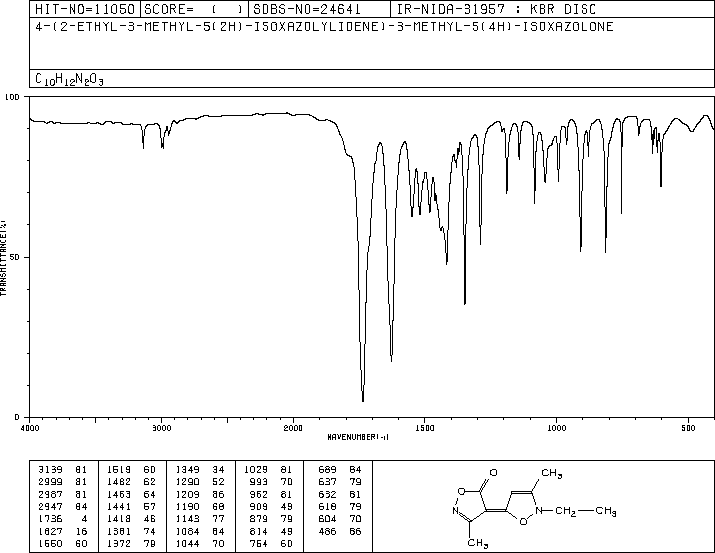 HIT-NO=11050 SCORE= ( ) SDBS-NO=24641 IR-NIDA-31957 : KBR DISC
4-(2-ETHYL-3-METHYL-5(2H)-ISOXAZOLYLIDENE)-3-METHYL-5(4H)-ISOXAZOLONE
C10H12N2O3
100
50
0
TRANSMITTANCE(%)
4000 3000 2000 1500 1000 500
WAVENUMBER(-1)
3139 81 1519 60 1349 34 1029 81 689 84
2999 81 1482 62 1290 52 993 70 637 79
2987 81 1463 64 1209 86 962 81 632 81
2947 84 1441 57 1190 68 909 49 618 79
1736 4 1418 46 1143 77 879 79 604 70
1627 16 1381 74 1084 64 814 49 486 86
1550 60 1372 79 1044 70 754 60
O
CH3
O
N
N—CH2—CH3
O
CH3